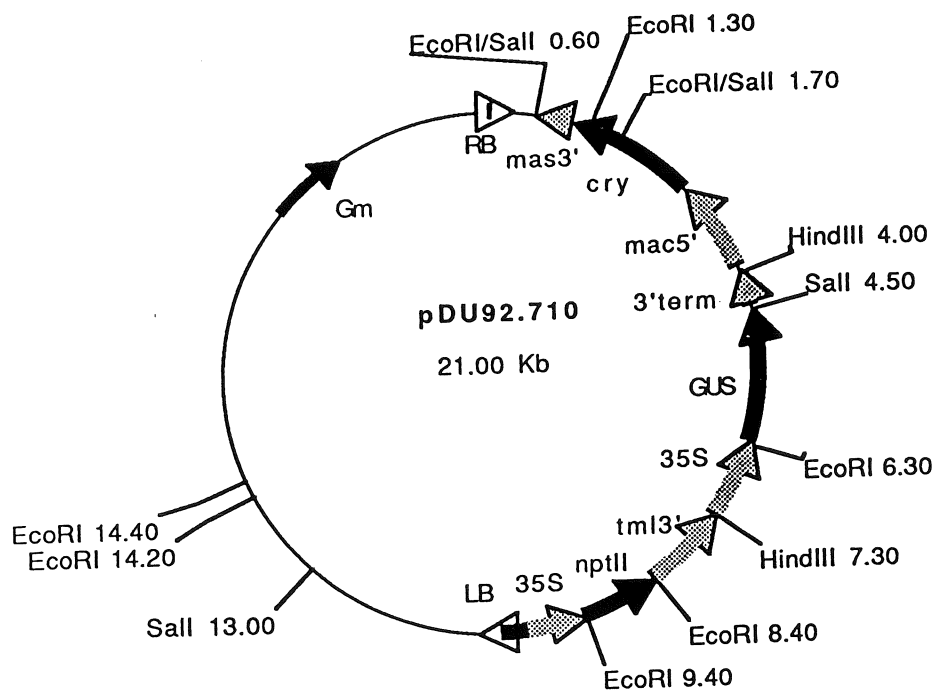 EcoRI/SalI 0.60
EcoRI 1.30
EcoRI/SalI 1.70
RB
mas3'
cry
Gm
mac5'
HindIII 4.00
SalI 4.50
3'term
pDU92.710
21.00 Kb
GUS
35S
EcoRI 6.30
tml3'
HindIII 7.30
EcoRI 14.40
EcoRI 14.20
nptII
35S
LB
SalI 13.00
EcoRI 8.40
EcoRI 9.40